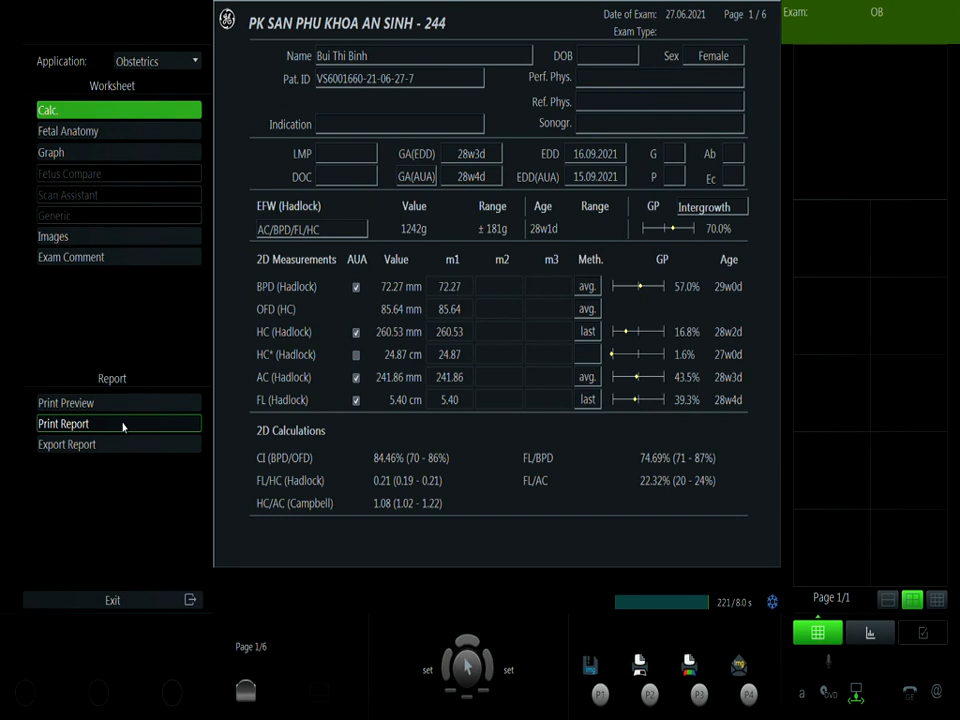 PK SAN PHU KHOA AN SINH - 244
Date of Exam: 27.06.2021 Page 1 / 6
Exam Type:
Exam: OB
Application: Obstetrics
Worksheet
Calc.
Fetal Anatomy
Graph
Fetus Compare
Scan Assistant
Generic
Images
Exam Comment
Report
Print Preview
Print Report
Export Report
Exit
Name Bui Thi Binh DOB Sex Female
Pat. ID VS6001660-21-06-27-7 Perf. Phys.
Ref. Phys.
Indication Sonogr.
LMP GA(EDD) 28w3d EDD 16.09.2021 G Ab
DOC GA(AUA) 28w4d EDD(AUA) 15.09.2021 P Ec
EFW (Hadlock) Value Range Age Range GP Intergrowth
AC/BPD/FL/HC 1242g ± 181g 28w1d 70.0%
2D Measurements AUA Value m1 m2 m3 Meth. GP Age
BPD (Hadlock) 72.27 mm 72.27 avg. 57.0% 29w0d
OFD (HC) 85.64 mm 85.64 avg.
HC (Hadlock) 260.53 mm 260.53 last 16.8% 28w2d
HC* (Hadlock) 24.87 cm 24.87 1.6% 27w0d
AC (Hadlock) 241.86 mm 241.86 avg. 43.5% 28w3d
FL (Hadlock) 5.40 cm 5.40 last 39.3% 28w4d
2D Calculations
CI (BPD/OFD) 84.46% (70 - 86%) FL/BPD 74.69% (71 - 87%)
FL/HC (Hadlock) 0.21 (0.19 - 0.21) FL/AC 22.32% (20 - 24%)
HC/AC (Campbell) 1.08 (1.02 - 1.22)
221/8.0 s
Page 1/1
Page 1/6
set set
P1 P2 P3 P4
a DVD @